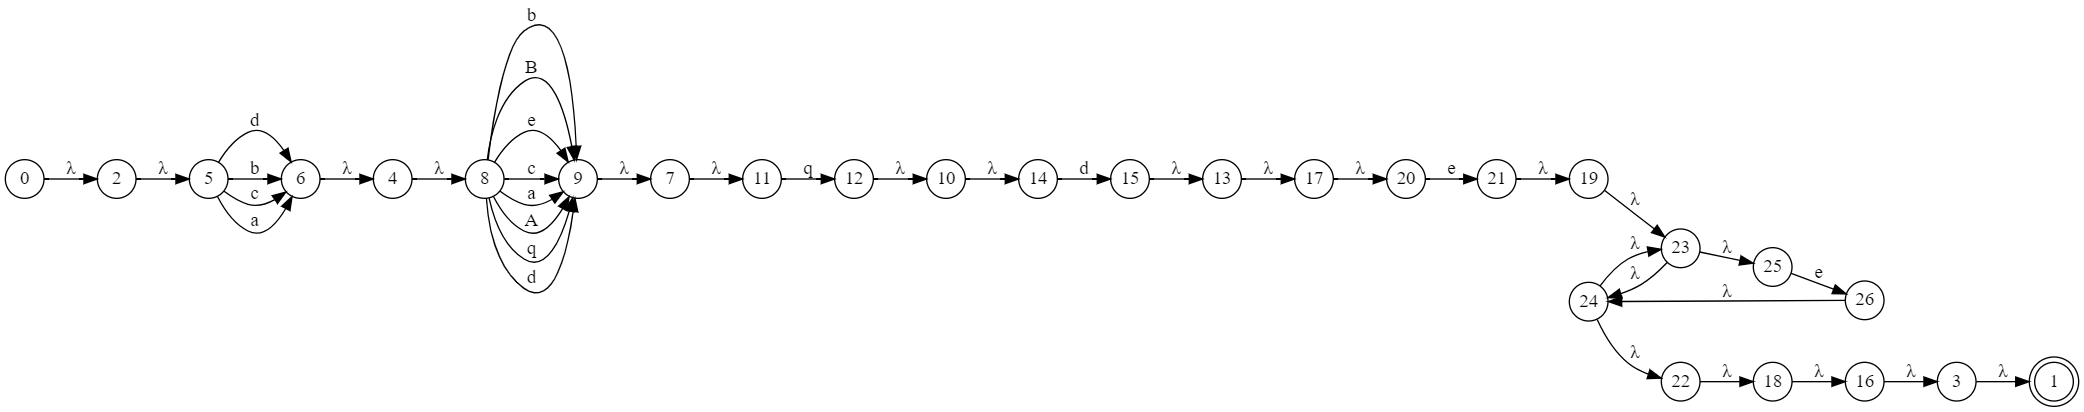 b
B
d e
0 λ 2 λ 5 b 6 λ 4 λ 8 c 9 λ 7 λ 11 q 12 λ 10 λ 14 d 15 λ 13 λ 17 λ 20 e 21 λ 19
c a
a A
q
d
λ
λ 23 λ 25 e 26
λ
24 λ
λ
22 λ 18 λ 16 λ 3 λ 1